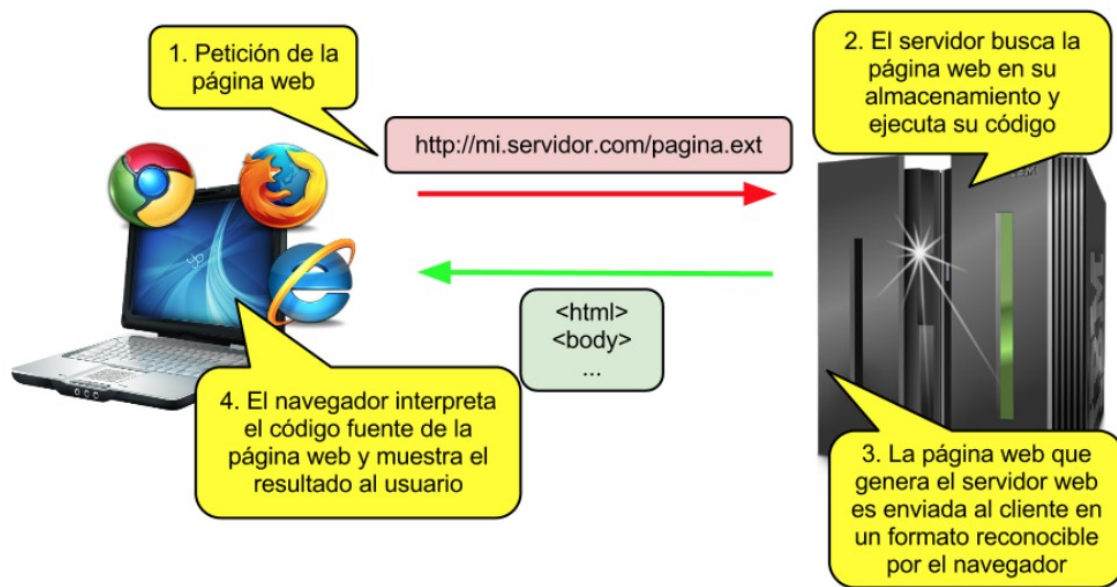 1. Petición de la
página web
http://mi.servidor.com/pagina.ext
2. El servidor busca la
página web en su
almacenamiento y
ejecuta su código
<html>
<body>
...
3. La página web que
genera el servidor web
es enviada al cliente en
un formato reconocible
por el navegador
4. El navegador interpreta
el código fuente de la
página web y muestra el
resultado al usuario